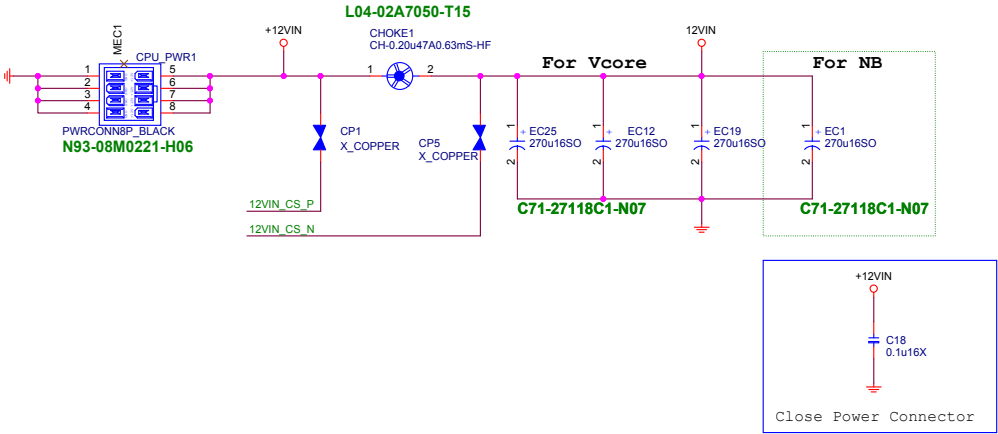 L04-02A7050-T15
+12VIN
CHOKE1
CH-0.20u47A0.63mS-HF
12VIN
MEC1
CPU_PWR1
For Vcore
For NB
1 5
2 6
3 7
4 8
1 2
PWRCONN8P_BLACK
N93-08M0221-H06
CP1
X_COPPER
CP5
X_COPPER
1
+ EC25
270u16SO
2
1
+ EC12
270u16SO
2
1
+ EC19
270u16SO
2
1
+ EC1
270u16SO
2
12VIN_CS_P
12VIN_CS_N
C71-27118C1-N07
C71-27118C1-N07
+12VIN
C18
0.1u16X
Close Power Connector